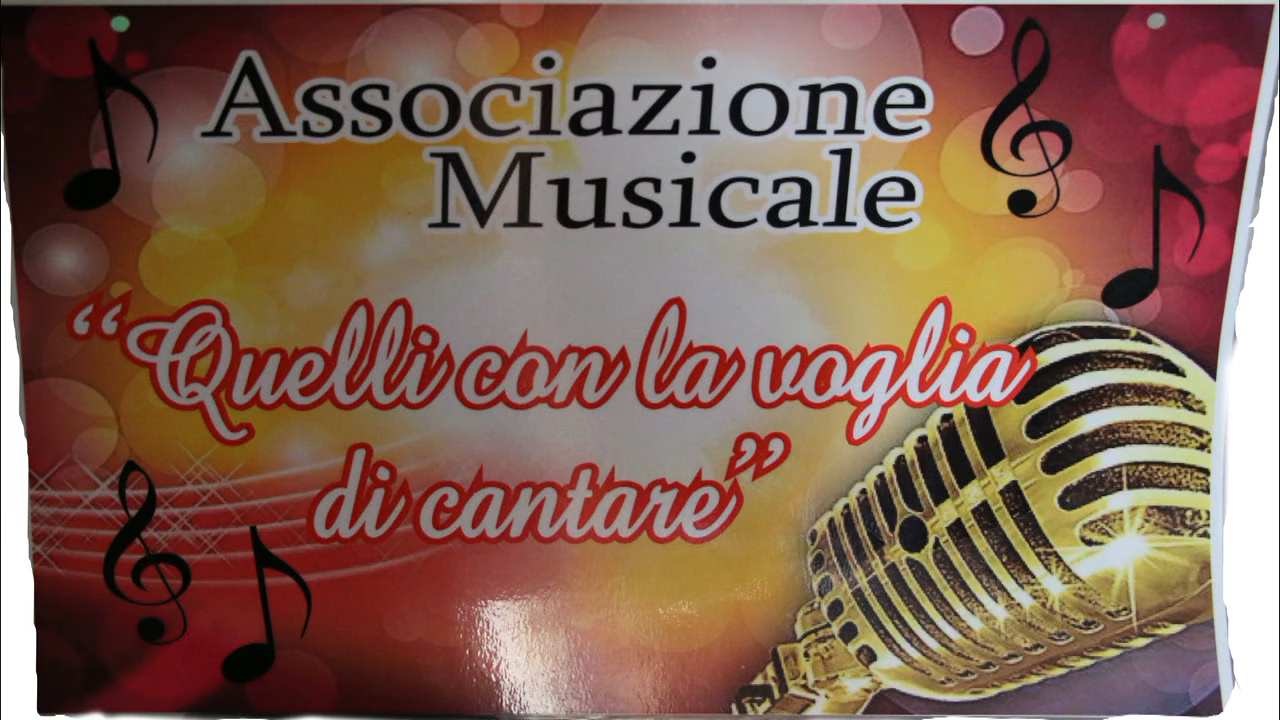 Associazione
Musicale
“Quelli con la voglia
di cantare”